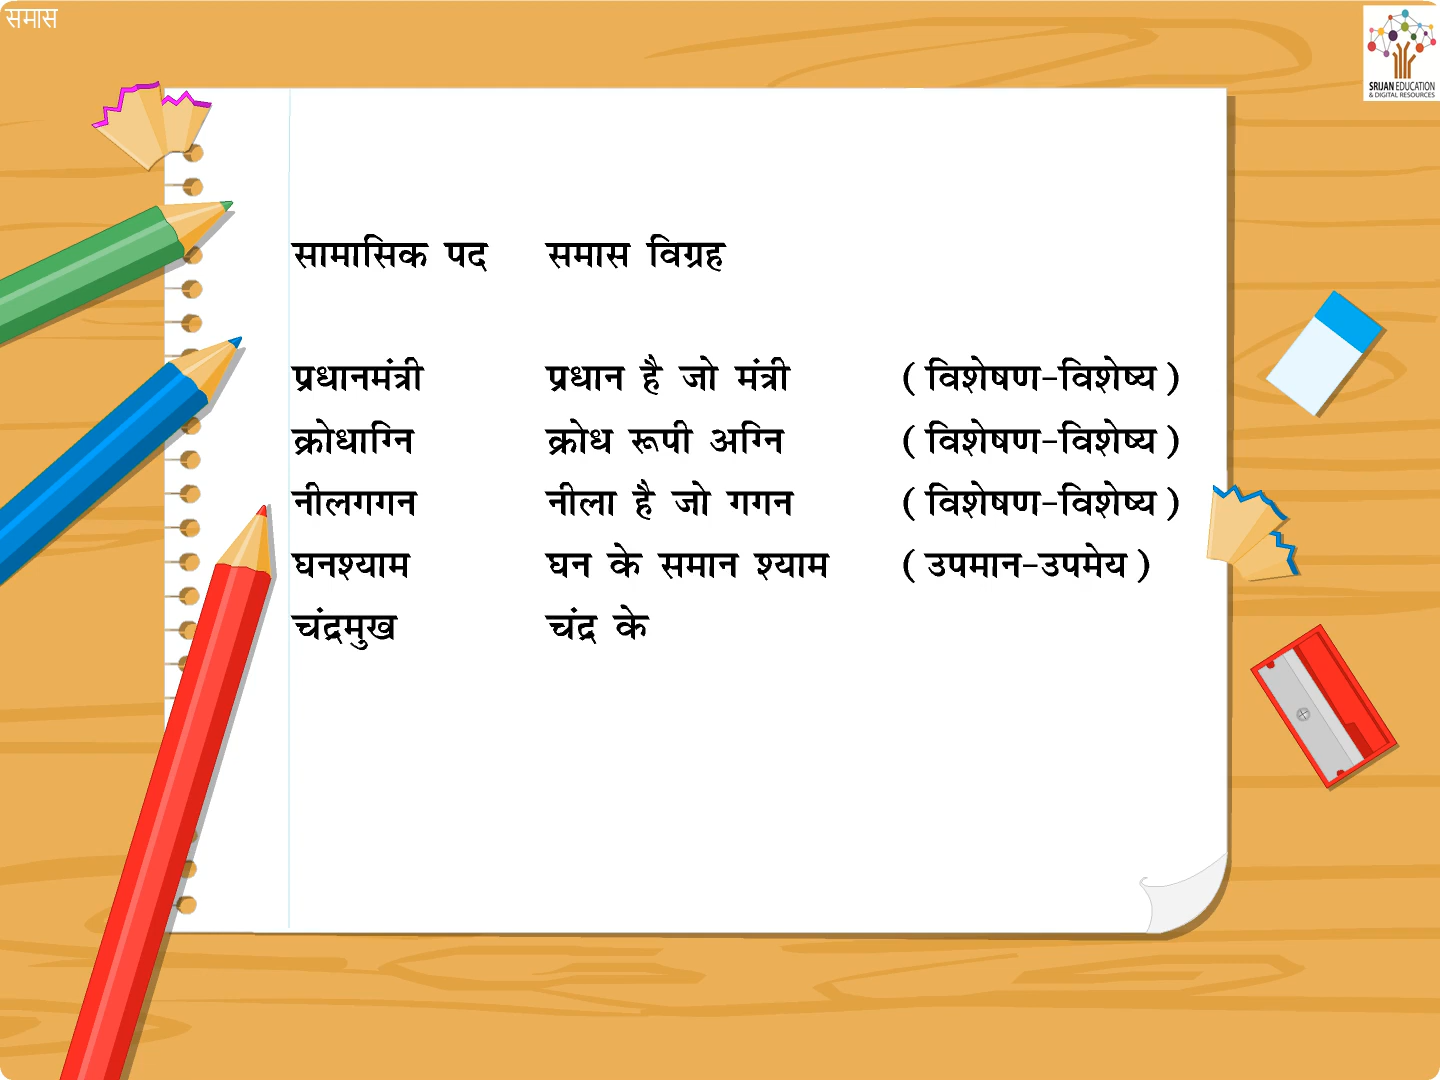 समास
SRIJAN EDUCATION
& DIGITAL RESOURCES
सामासिक पद समास विग्रह
प्रधानमंत्री प्रधान है जो मंत्री (विशेषण-विशेष्य)
क्रोधाग्नि क्रोध रूपी अग्नि (विशेषण-विशेष्य)
नीलगगन नीला है जो गगन (विशेषण-विशेष्य)
घनश्याम घन के समान श्याम (उपमान-उपमेय)
चंद्रमुख चंद्र के